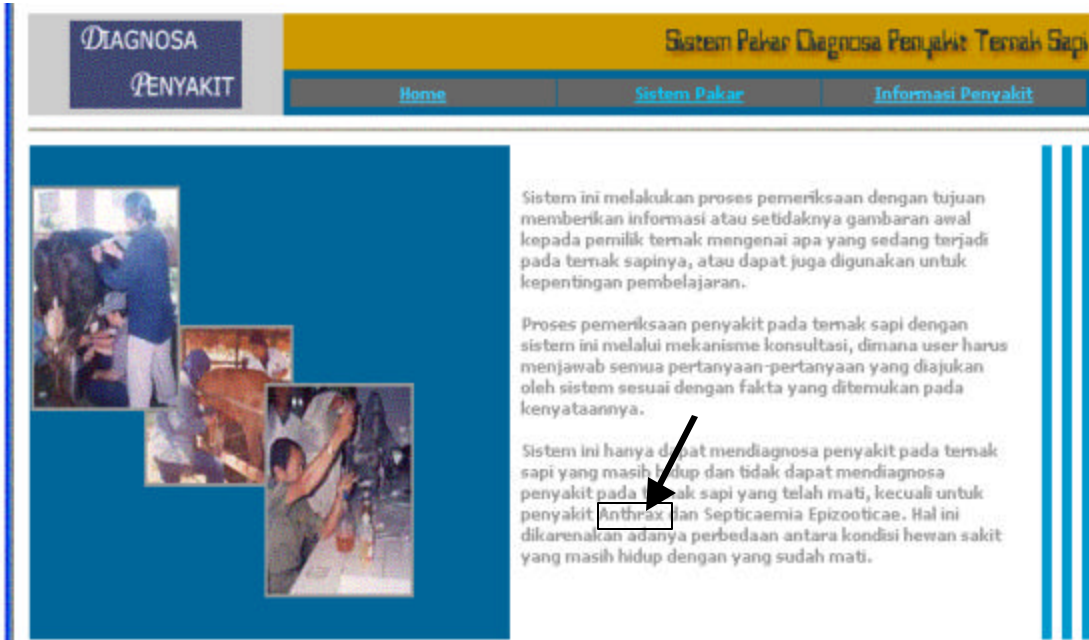 DIAGNOSA
PENYAKIT
Sistem Pakar Diagnosa Penyakit Ternak Sapi
Home
Sistem Pakar
Informasi Penyakit
Sistem ini melakukan proses pemeriksaan dengan tujuan
memberikan informasi atau setidaknya gambaran awal
kepada pemilik ternak mengenai apa yang sedang terjadi
pada ternak sapinya, atau dapat juga digunakan untuk
kepentingan pembelajaran.
Proses pemeriksaan penyakit pada ternak sapi dengan
sistem ini melalui mekanisme konsultasi, dimana user harus
menjawab semua pertanyaan-pertanyaan yang diajukan
oleh sistem sesuai dengan fakta yang ditemukan pada
kenyataannya.
Sistem ini hanya dapat mendiagnosa penyakit pada ternak
sapi yang masih hidup dan tidak dapat mendiagnosa
penyakit pada ternak sapi yang telah mati, kecuali untuk
penyakit Anthrax dan Septicaemia Epizooticae. Hal ini
dikarenakan adanya perbedaan antara kondisi hewan sakit
yang masih hidup dengan yang sudah mati.